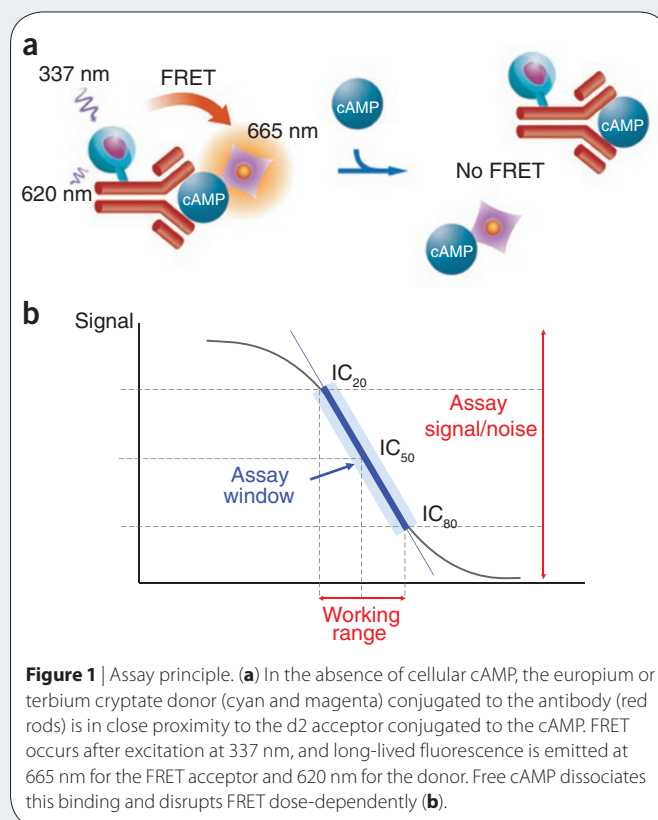 a
337 nm
FRET
665 nm
cAMP
620 nm
cAMP
No FRET
cAMP
cAMP
b
Signal
IC20
Assay
signal/noise
IC50
Assay
window
IC80
Working
range
Figure 1 | Assay principle. (a) In the absence of cellular cAMP, the europium or
terbium cryptate donor (cyan and magenta) conjugated to the antibody (red
rods) is in close proximity to the d2 acceptor conjugated to the cAMP. FRET
occurs after excitation at 337 nm, and long-lived fluorescence is emitted at
665 nm for the FRET acceptor and 620 nm for the donor. Free cAMP dissociates
this binding and disrupts FRET dose-dependently (b).